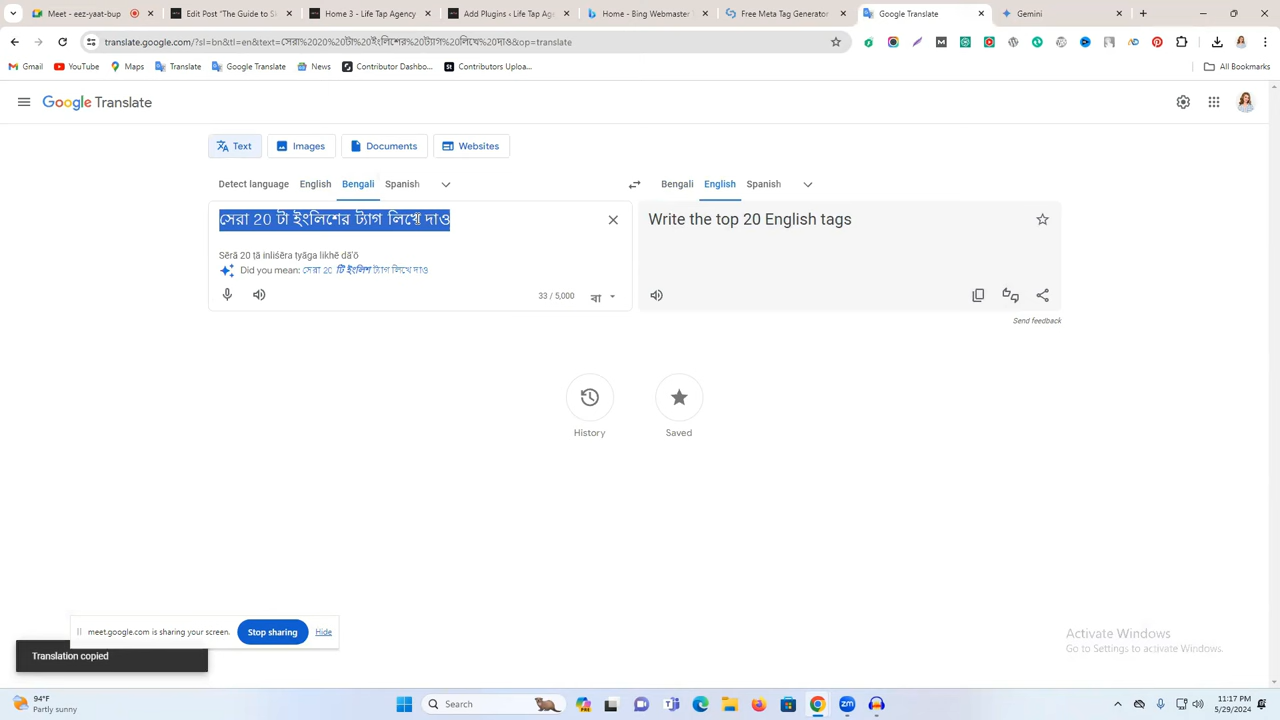 Free Meet - eez-yaat-brw
Post | The Guide to S
Home 3 - Life Tap Agency
Add Plugins - Life Tap Age
Home - Bing Webmaster
Free Meta Tag Generator
Google Translate
Gemini
translate.google.com/?sl=bn&tl=en&text=সেরা%2020%20টা%20ইংলিশের%20ট্যাগ%20লিখে%20দাও&op=translate
Gmail
YouTube
Maps
Translate
Google Translate
News
Contributor Dashbo...
Contributors Uploa...
All Bookmarks
Google Translate
Text
Images
Documents
Websites
Detect language
English
Bengali
Spanish
Bengali
English
Spanish
সেরা 20 টা ইংলিশের ট্যাগ লিখে দাও
Write the top 20 English tags
Sērā 20 ṭā inliśēra ṭyāga likhē dā'ō
Did you mean: সেরা 20 টি ইংলিশ ট্যাগ লিখে দাও
33 / 5,000
বা
Send feedback
History
Saved
meet.google.com is sharing your screen.
Stop sharing
Hide
Translation copied
Activate Windows
Go to Settings to activate Windows.
94°F
Partly sunny
Search
11:17 PM
5/29/2024